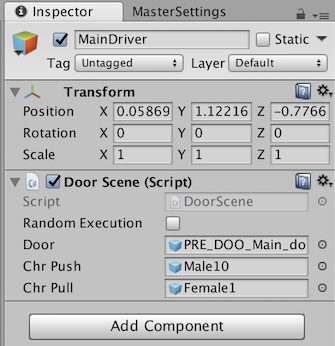 Inspector MasterSettings
MainDriver Static
Tag Untagged Layer Default
Transform
Position X 0.05869 Y 1.12216 Z -0.7766
Rotation X 0 Y 0 Z 0
Scale X 1 Y 1 Z 1
Door Scene (Script)
Script DoorScene
Random Execution
Door PRE_DOO_Main_do
Chr Push Male10
Chr Pull Female1
Add Component